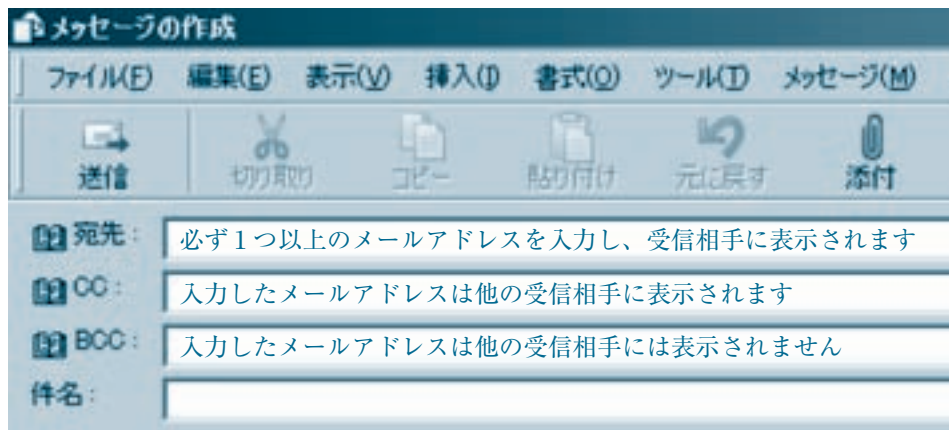 メッセージの作成
ファイル(F) 編集(E) 表示(V) 挿入(I) 書式(O) ツール(T) メッセージ(M)
送信 切り取り コピー 貼り付け 元に戻す 添付
宛先: 必ず１つ以上のメールアドレスを入力し、受信相手に表示されます
CC: 入力したメールアドレスは他の受信相手に表示されます
BCC: 入力したメールアドレスは他の受信相手には表示されません
件名: